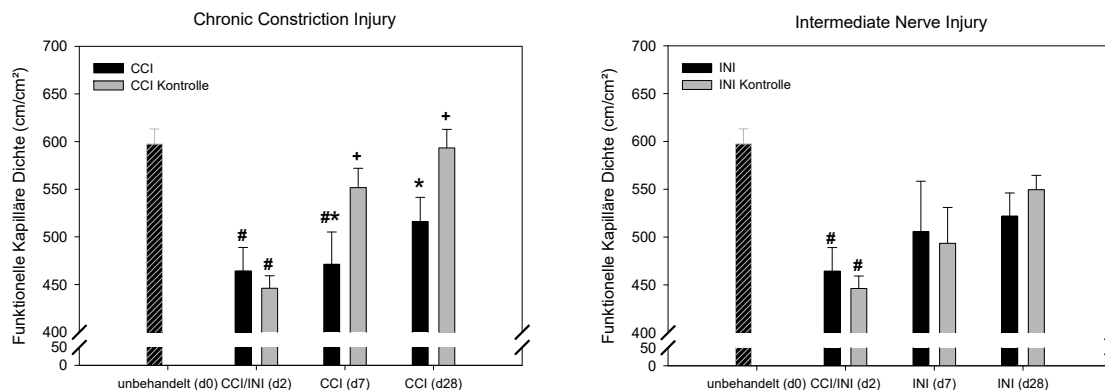 Chronic Constriction Injury
Funktionelle Kapilläre Dichte (cm/cm²)
700
650
600
550
500
450
400
50
0
CCI
CCI Kontrolle
#
#
#*
+
*
+
unbehandelt (d0) CCI/INI (d2) CCI (d7) CCI (d28)
Intermediate Nerve Injury
Funktionelle Kapilläre Dichte (cm/cm²)
700
650
600
550
500
450
400
50
0
INI
INI Kontrolle
#
#
unbehandelt (d0) CCI/INI (d2) INI (d7) INI (d28)